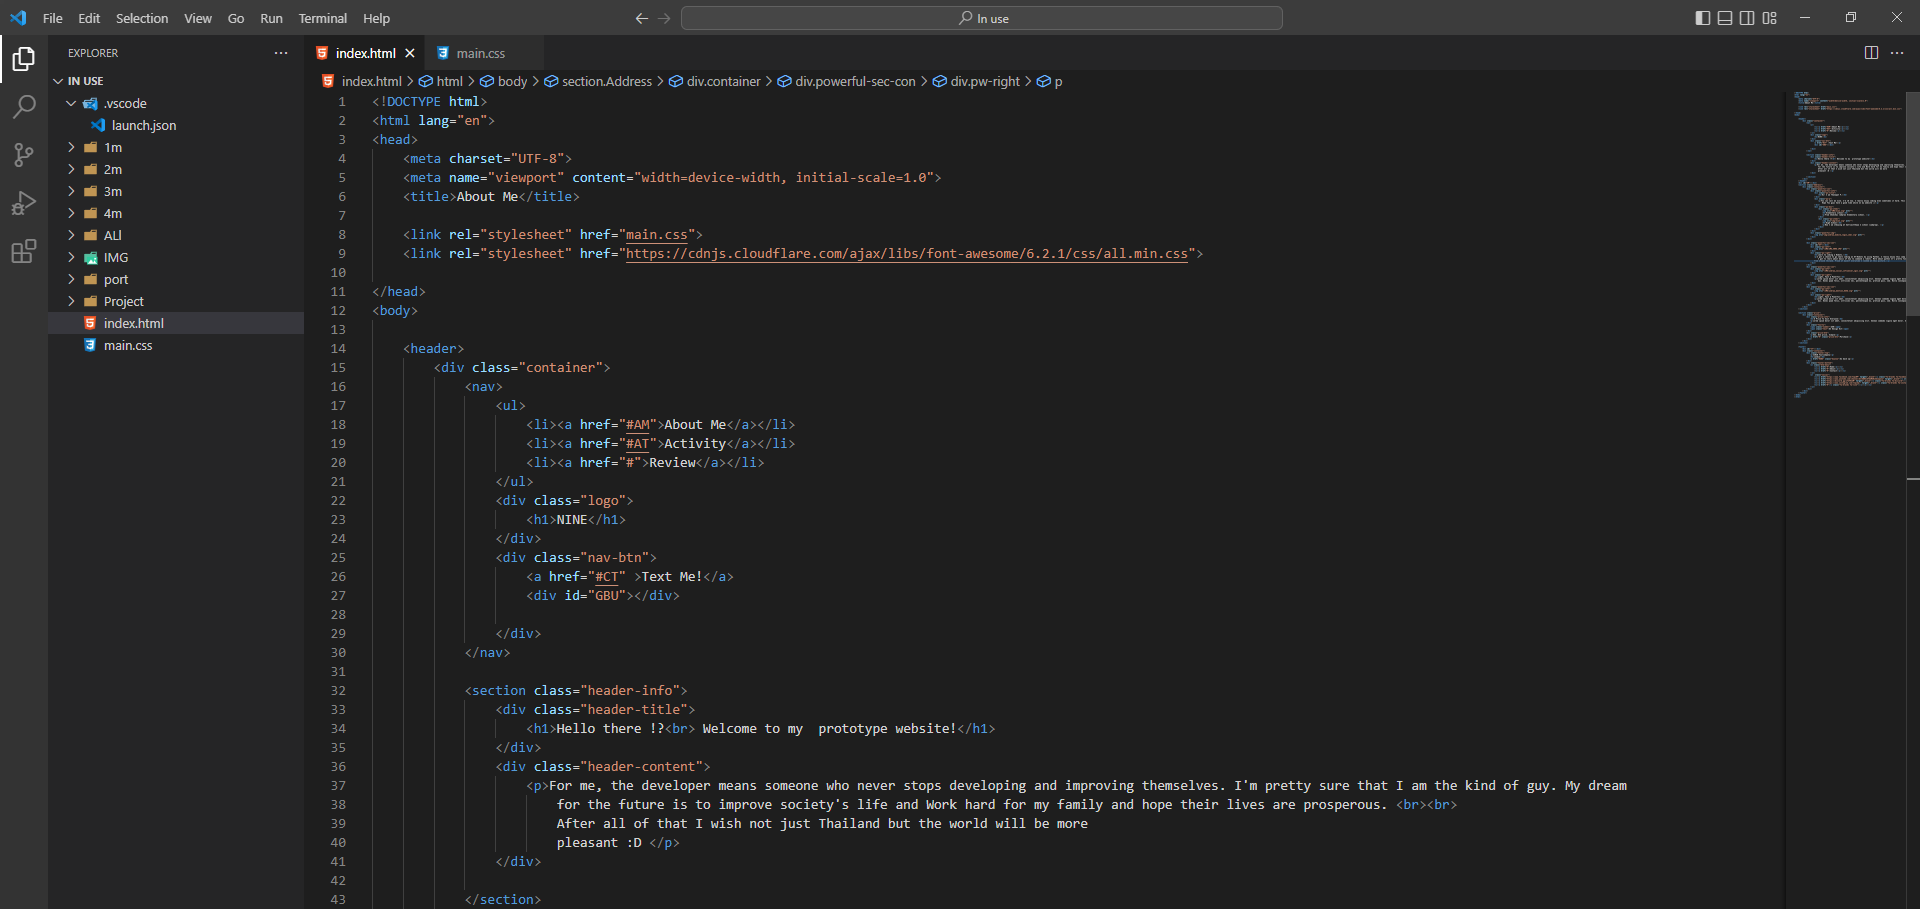 File Edit Selection View Go Run Terminal Help
In use
EXPLORER
IN USE
.vscode
launch.json
1m
2m
3m
4m
ALl
IMG
port
Project
index.html
main.css
index.html main.css
index.html > html > body > section.Address > div.container > div.powerful-sec-con > div.pw-right > p
1 <!DOCTYPE html>
2 <html lang="en">
3 <head>
4 <meta charset="UTF-8">
5 <meta name="viewport" content="width=device-width, initial-scale=1.0">
6 <title>About Me</title>
7
8 <link rel="stylesheet" href="main.css">
9 <link rel="stylesheet" href="https://cdnjs.cloudflare.com/ajax/libs/font-awesome/6.2.1/css/all.min.css">
10
11 </head>
12 <body>
13
14 <header>
15 <div class="container">
16 <nav>
17 <ul>
18 <li><a href="#AM">About Me</a></li>
19 <li><a href="#AT">Activity</a></li>
20 <li><a href="#">Review</a></li>
21 </ul>
22 <div class="logo">
23 <h1>NINE</h1>
24 </div>
25 <div class="nav-btn">
26 <a href="#CT" >Text Me!</a>
27 <div id="GBU"></div>
28
29 </div>
30 </nav>
31
32 <section class="header-info">
33 <div class="header-title">
34 <h1>Hello there !?<br> Welcome to my  prototype website!</h1>
35 </div>
36 <div class="header-content">
37 <p>For me, the developer means someone who never stops developing and improving themselves. I'm pretty sure that I am the kind of guy. My dream
38 for the future is to improve society's life and Work hard for my family and hope their lives are prosperous. <br><br>
39 After all of that I wish not just Thailand but the world will be more
40 pleasant :D </p>
41 </div>
42
43 </section>